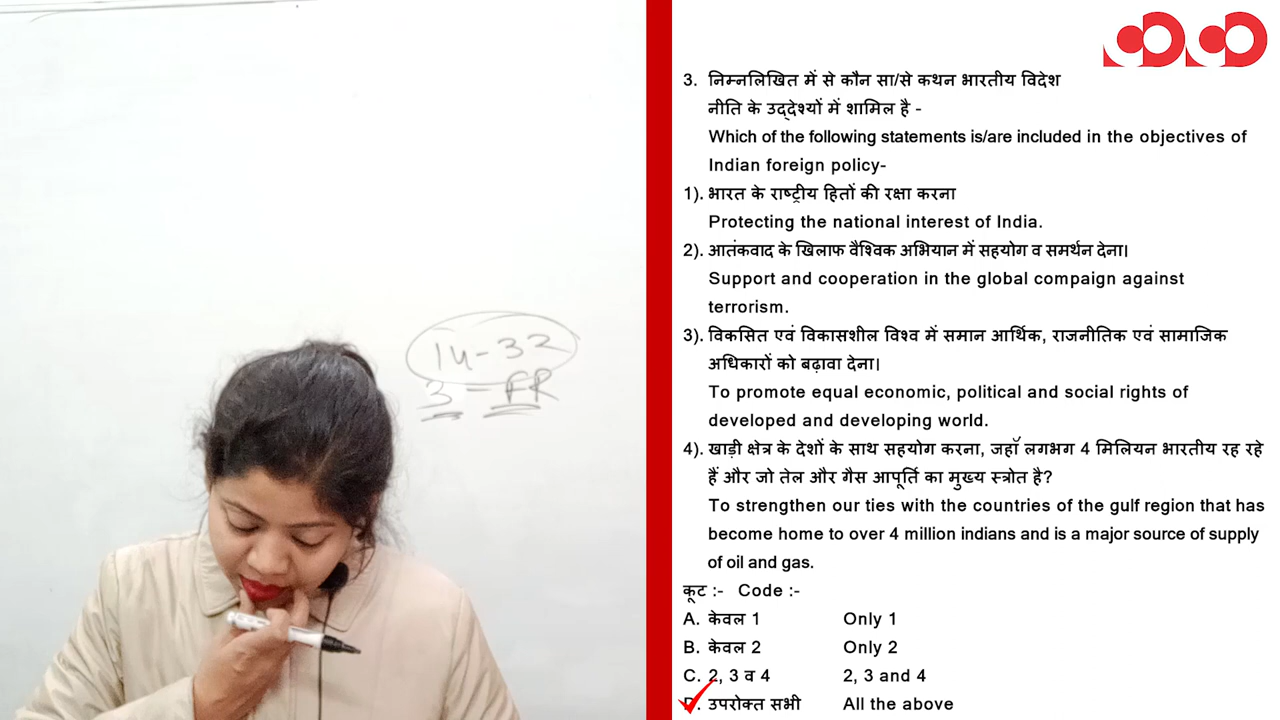 14-32
3 = FR
3. निम्नलिखित में से कौन सा/से कथन भारतीय विदेश
नीति के उद्देश्यों में शामिल है -
Which of the following statements is/are included in the objectives of
Indian foreign policy-
1). भारत के राष्ट्रीय हितों की रक्षा करना
Protecting the national interest of India.
2). आतंकवाद के खिलाफ वैश्विक अभियान में सहयोग व समर्थन देना।
Support and cooperation in the global compaign against
terrorism.
3). विकसित एवं विकासशील विश्व में समान आर्थिक, राजनीतिक एवं सामाजिक
अधिकारों को बढ़ावा देना।
To promote equal economic, political and social rights of
developed and developing world.
4). खाड़ी क्षेत्र के देशों के साथ सहयोग करना, जहाँ लगभग 4 मिलियन भारतीय रह रहे
हैं और जो तेल और गैस आपूर्ति का मुख्य स्त्रोत है?
To strengthen our ties with the countries of the gulf region that has
become home to over 4 million indians and is a major source of supply
of oil and gas.
कूट :- Code :-
A. केवल 1 Only 1
B. केवल 2 Only 2
C. 2, 3 व 4 2, 3 and 4
D. उपरोक्त सभी All the above